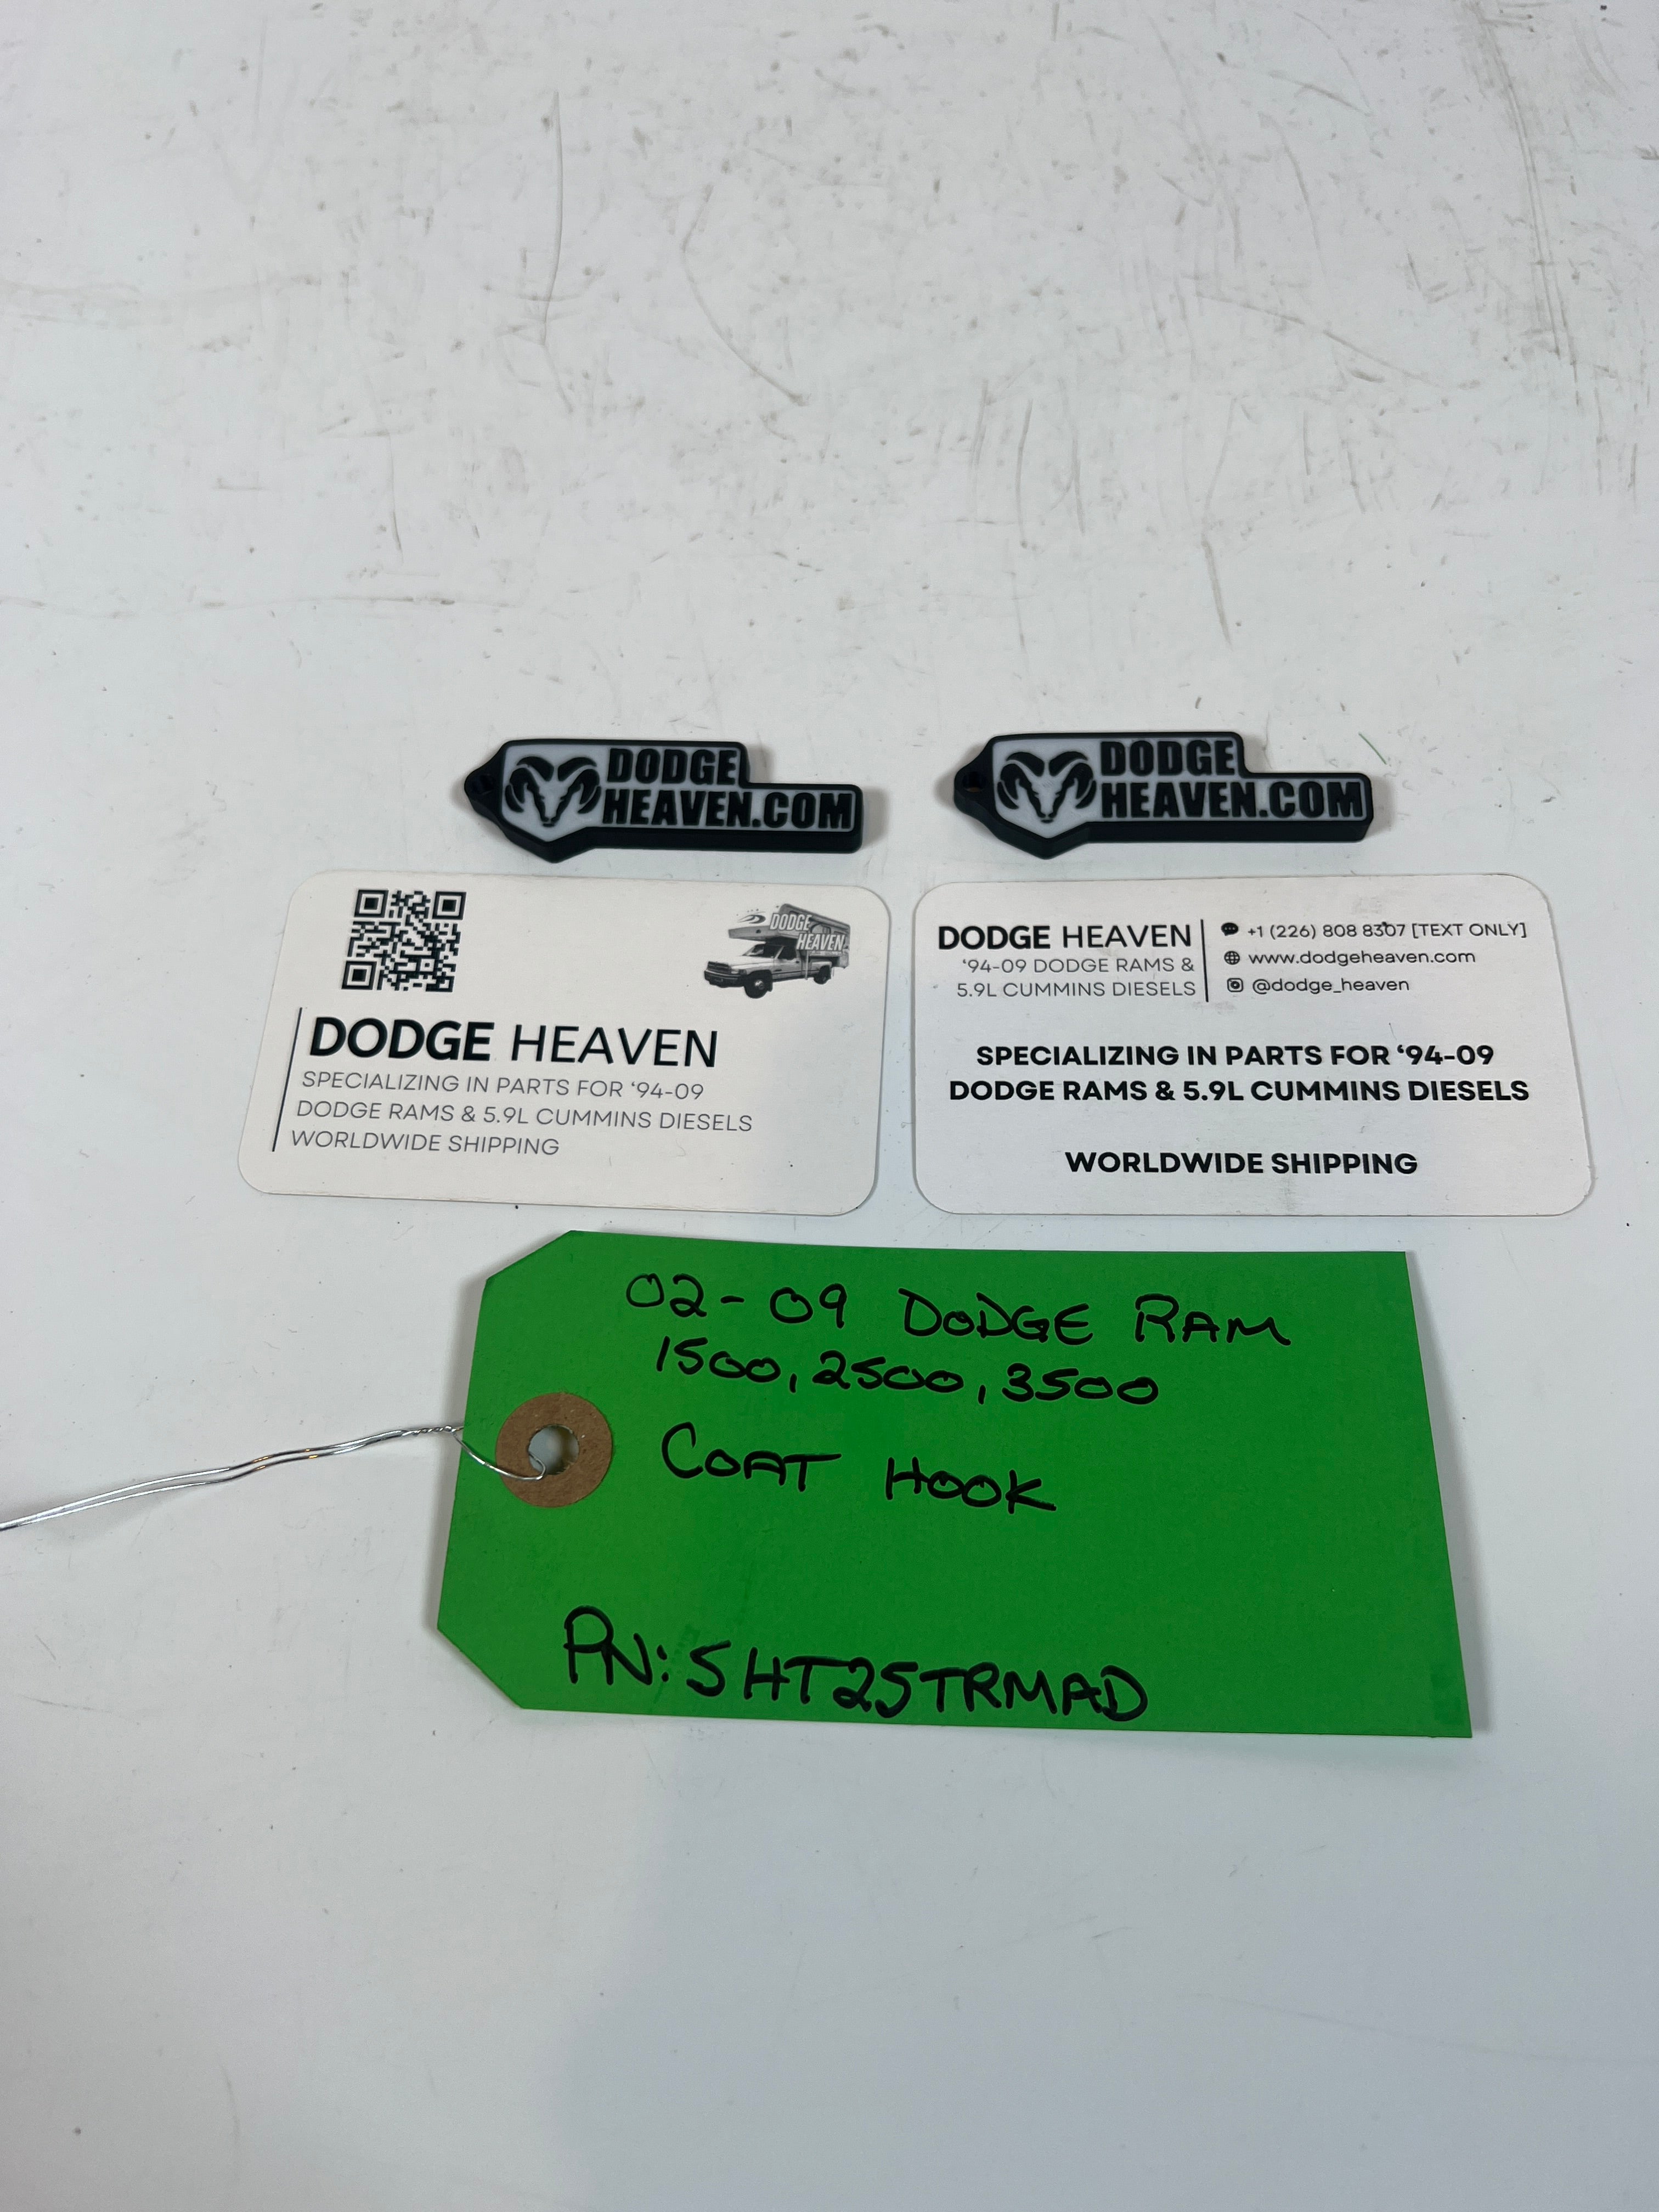 DODGE
HEAVEN.COM
DODGE
HEAVEN.COM
DODGE
HEAVEN
DODGE HEAVEN
SPECIALIZING IN PARTS FOR ‘94-09
DODGE RAMS & 5.9L CUMMINS DIESELS
WORLDWIDE SHIPPING
DODGE HEAVEN
‘94-09 DODGE RAMS &
5.9L CUMMINS DIESELS
+1 (226) 808 8307 [TEXT ONLY]
www.dodgeheaven.com
@dodge_heaven
SPECIALIZING IN PARTS FOR ‘94-09
DODGE RAMS & 5.9L CUMMINS DIESELS
WORLDWIDE SHIPPING
02-09 DODGE RAM
1500, 2500, 3500
COAT HOOK
PN: 5HT25TRMAD